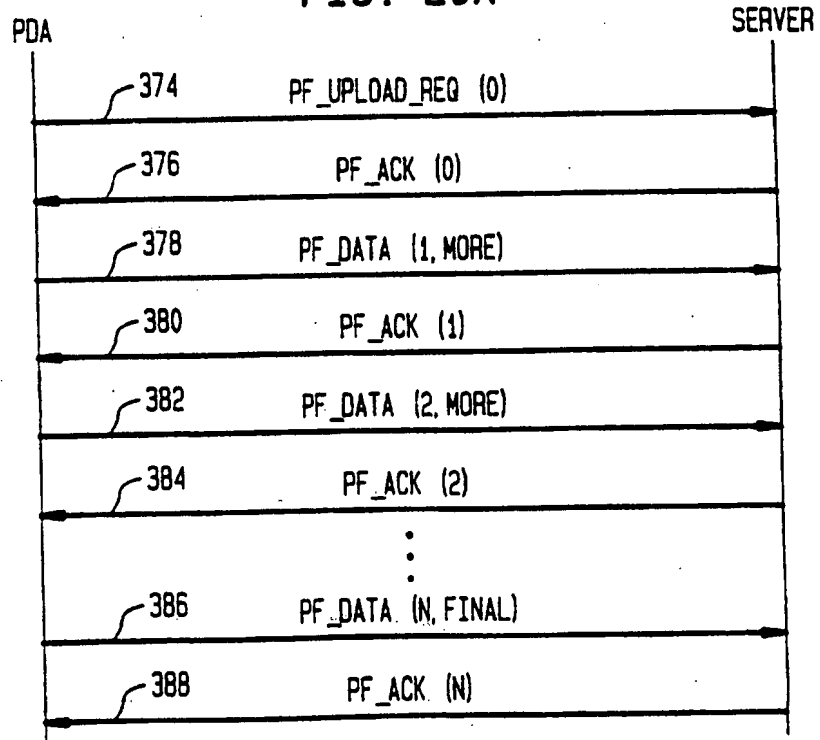 PDA
SERVER
374 PF_UPLOAD_REQ (0)
376 PF_ACK (0)
378 PF_DATA (1, MORE)
380 PF_ACK (1)
382 PF_DATA (2, MORE)
384 PF_ACK (2)
386 PF_DATA (N, FINAL)
388 PF_ACK (N)